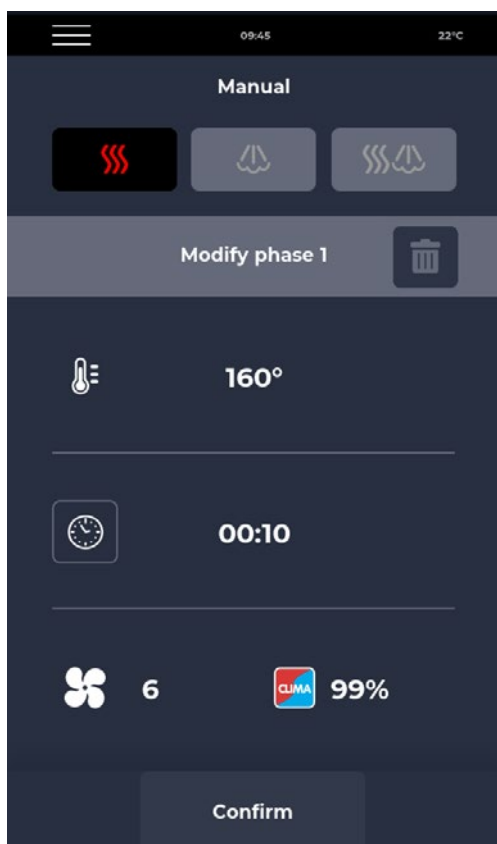 09:45 22°C
Manual
Modify phase 1
160°
00:10
6 CLIMA 99%
Confirm